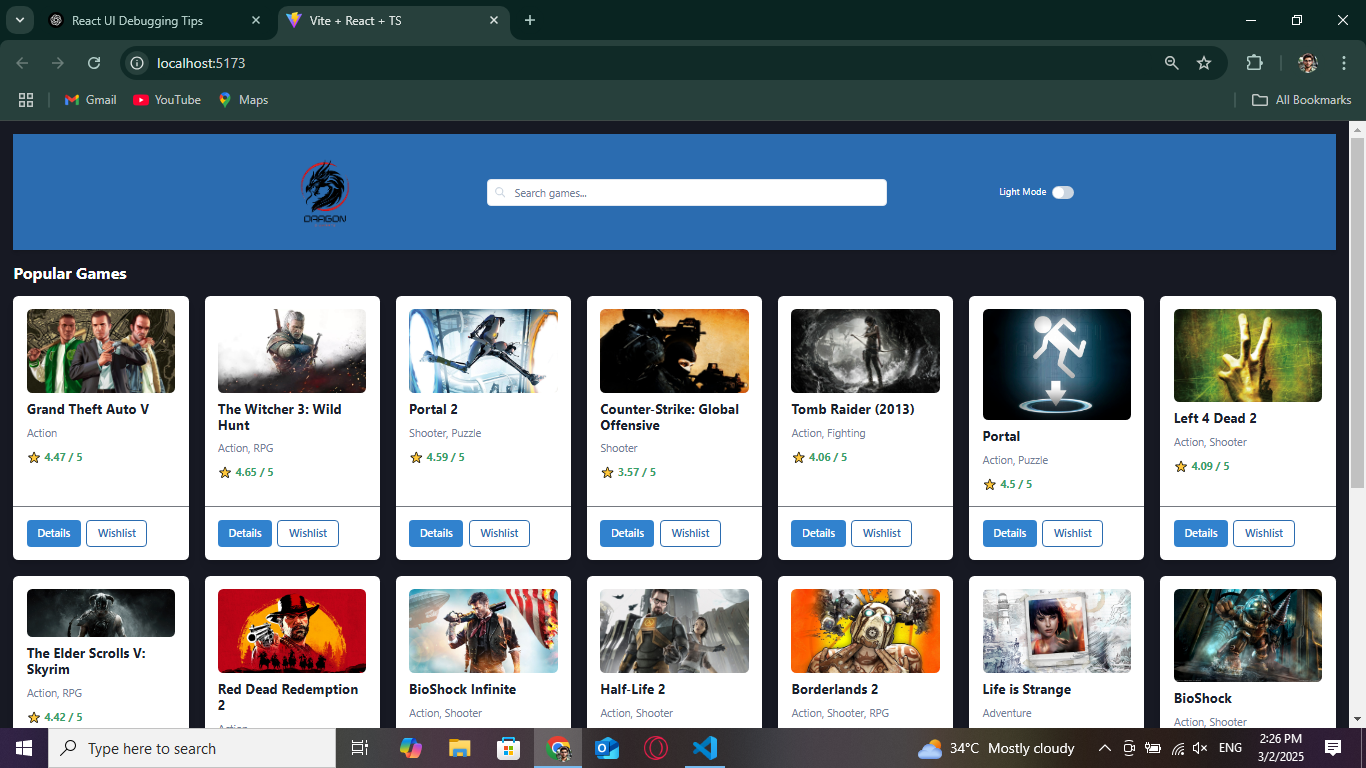 React UI Debugging Tips
Vite + React + TS
localhost:5173
Gmail
YouTube
Maps
All Bookmarks
DRAGON
Search games...
Light Mode
Popular Games
Grand Theft Auto V
Action
4.47 / 5
Details
Wishlist
The Witcher 3: Wild
Hunt
Action, RPG
4.65 / 5
Details
Wishlist
Portal 2
Shooter, Puzzle
4.59 / 5
Details
Wishlist
Counter-Strike: Global
Offensive
Shooter
3.57 / 5
Details
Wishlist
Tomb Raider (2013)
Action, Fighting
4.06 / 5
Details
Wishlist
Portal
Action, Puzzle
4.5 / 5
Details
Wishlist
Left 4 Dead 2
Action, Shooter
4.09 / 5
Details
Wishlist
The Elder Scrolls V:
Skyrim
Action, RPG
4.42 / 5
Red Dead Redemption
2
Action
BioShock Infinite
Action, Shooter
Half-Life 2
Action, Shooter
Borderlands 2
Action, Shooter, RPG
Life is Strange
Adventure
BioShock
Action, Shooter
Type here to search
34°C Mostly cloudy
ENG
2:26 PM
3/2/2025